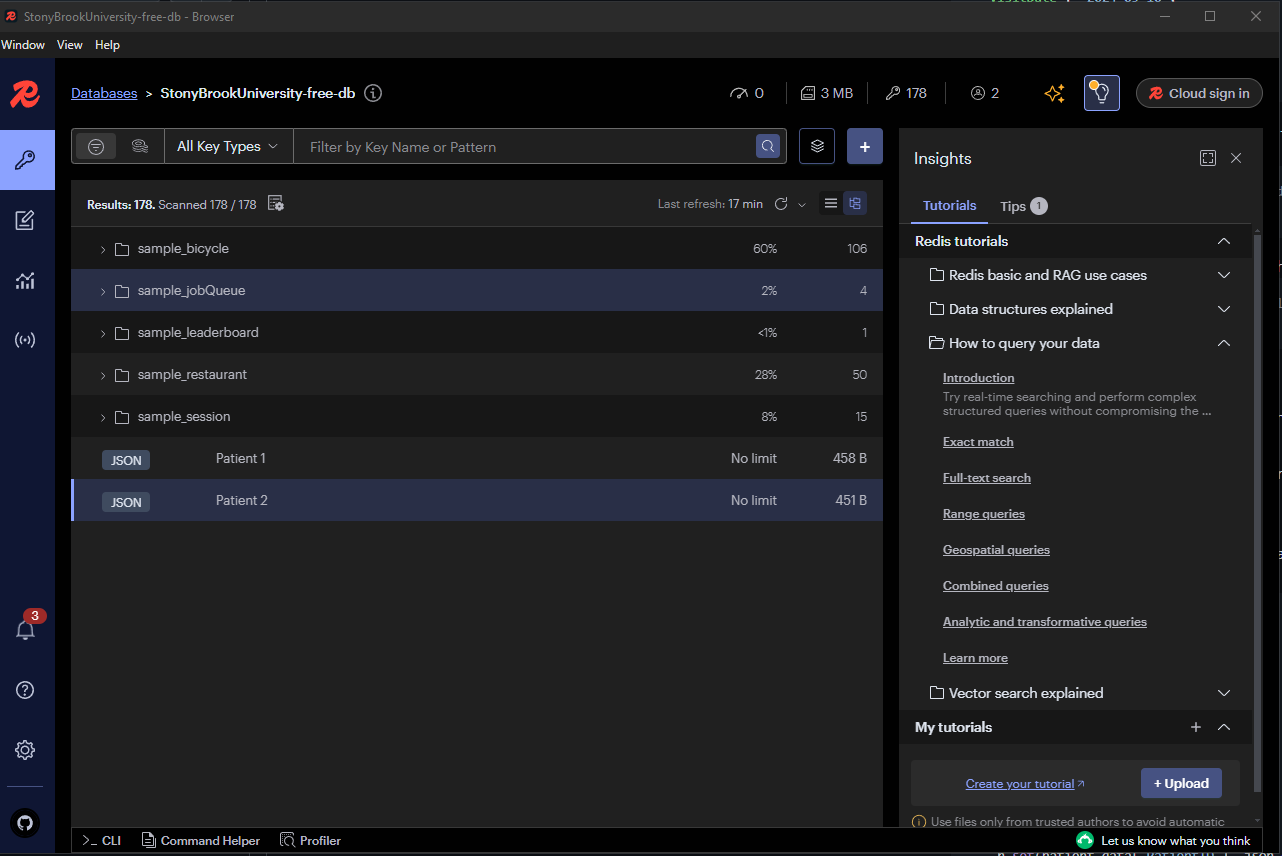 StonyBrookUniversity-free-db - Browser
Window View Help
Databases > StonyBrookUniversity-free-db
0 3 MB 178 2 Cloud sign in
All Key Types Filter by Key Name or Pattern
Results: 178. Scanned 178 / 178 Last refresh: 17 min
sample_bicycle 60% 106
sample_jobQueue 2% 4
sample_leaderboard <1% 1
sample_restaurant 28% 50
sample_session 8% 15
JSON Patient 1 No limit 458 B
JSON Patient 2 No limit 451 B
Insights
Tutorials Tips 1
Redis tutorials
Redis basic and RAG use cases
Data structures explained
How to query your data
Introduction
Try real-time searching and perform complex
structured queries without compromising the ...
Exact match
Full-text search
Range queries
Geospatial queries
Combined queries
Analytic and transformative queries
Learn more
Vector search explained
My tutorials
Create your tutorial
+ Upload
Use files only from trusted authors to avoid automatic
3
>_ CLI Command Helper Profiler Let us know what you think